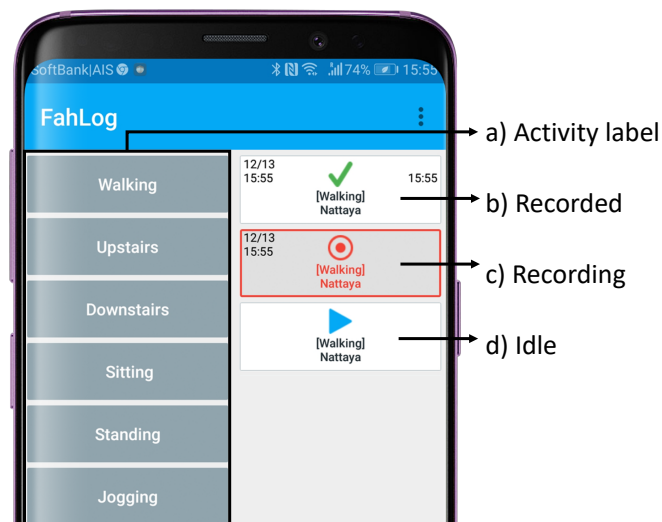 SoftBank|AIS 74% 15:55
FahLog
a) Activity label
Walking
Upstairs
Downstairs
Sitting
Standing
Jogging
12/13
15:55
15:55
[Walking]
Nattaya
b) Recorded
12/13
15:55
[Walking]
Nattaya
c) Recording
[Walking]
Nattaya
d) Idle